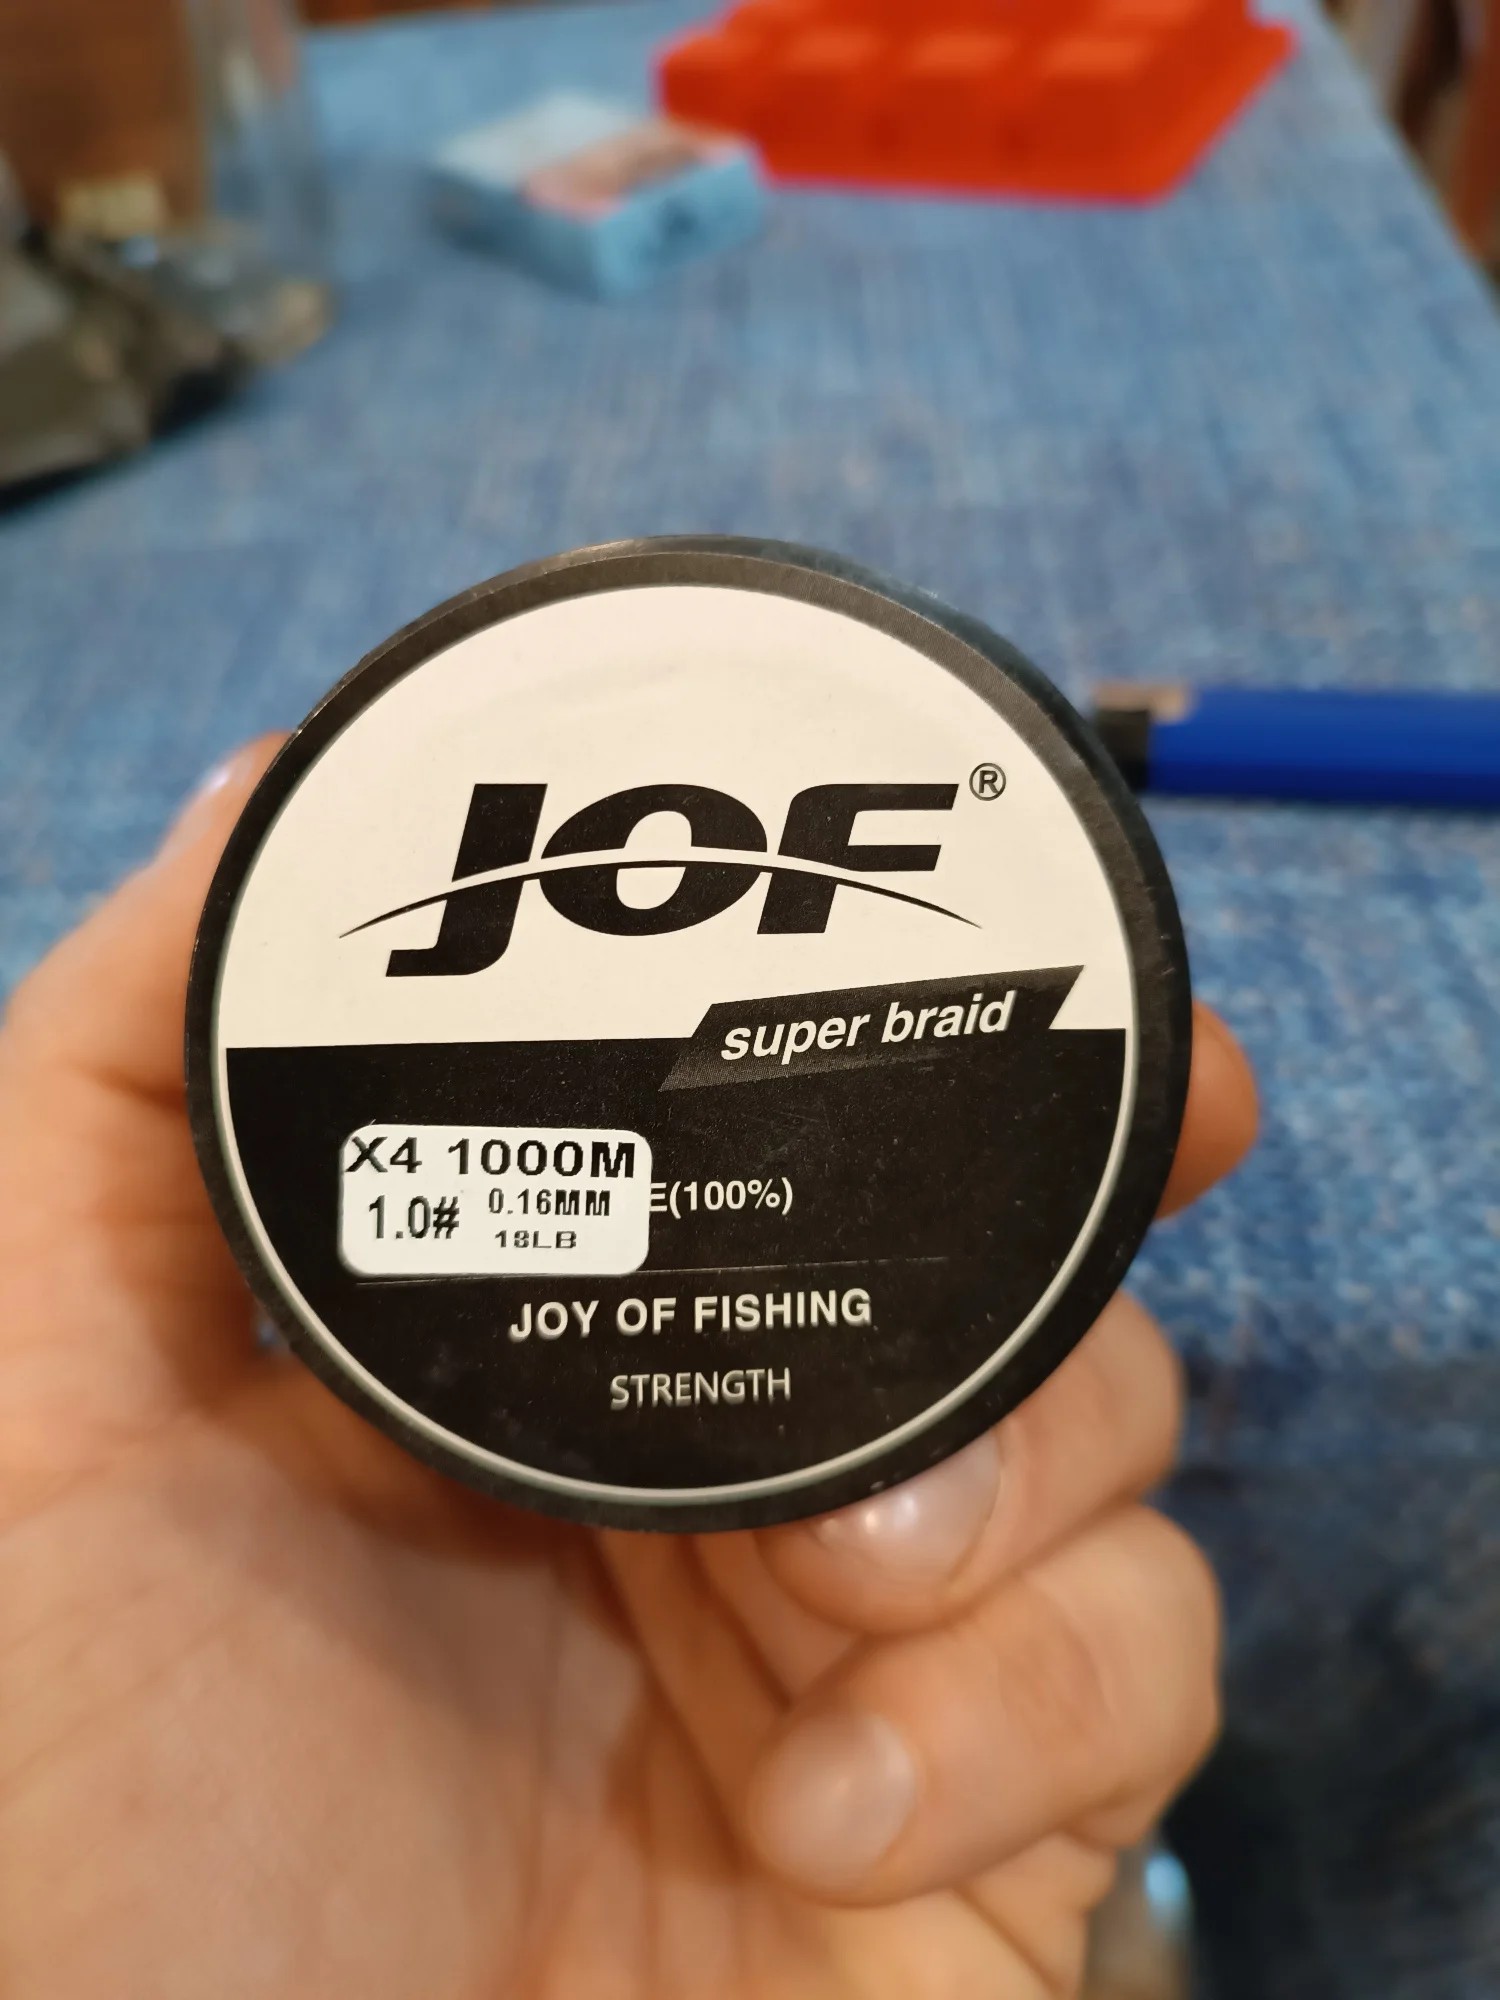 JOF®
super braid
X4 1000M
1.0# 0.16MM
18LB
E(100%)
JOY OF FISHING
STRENGTH